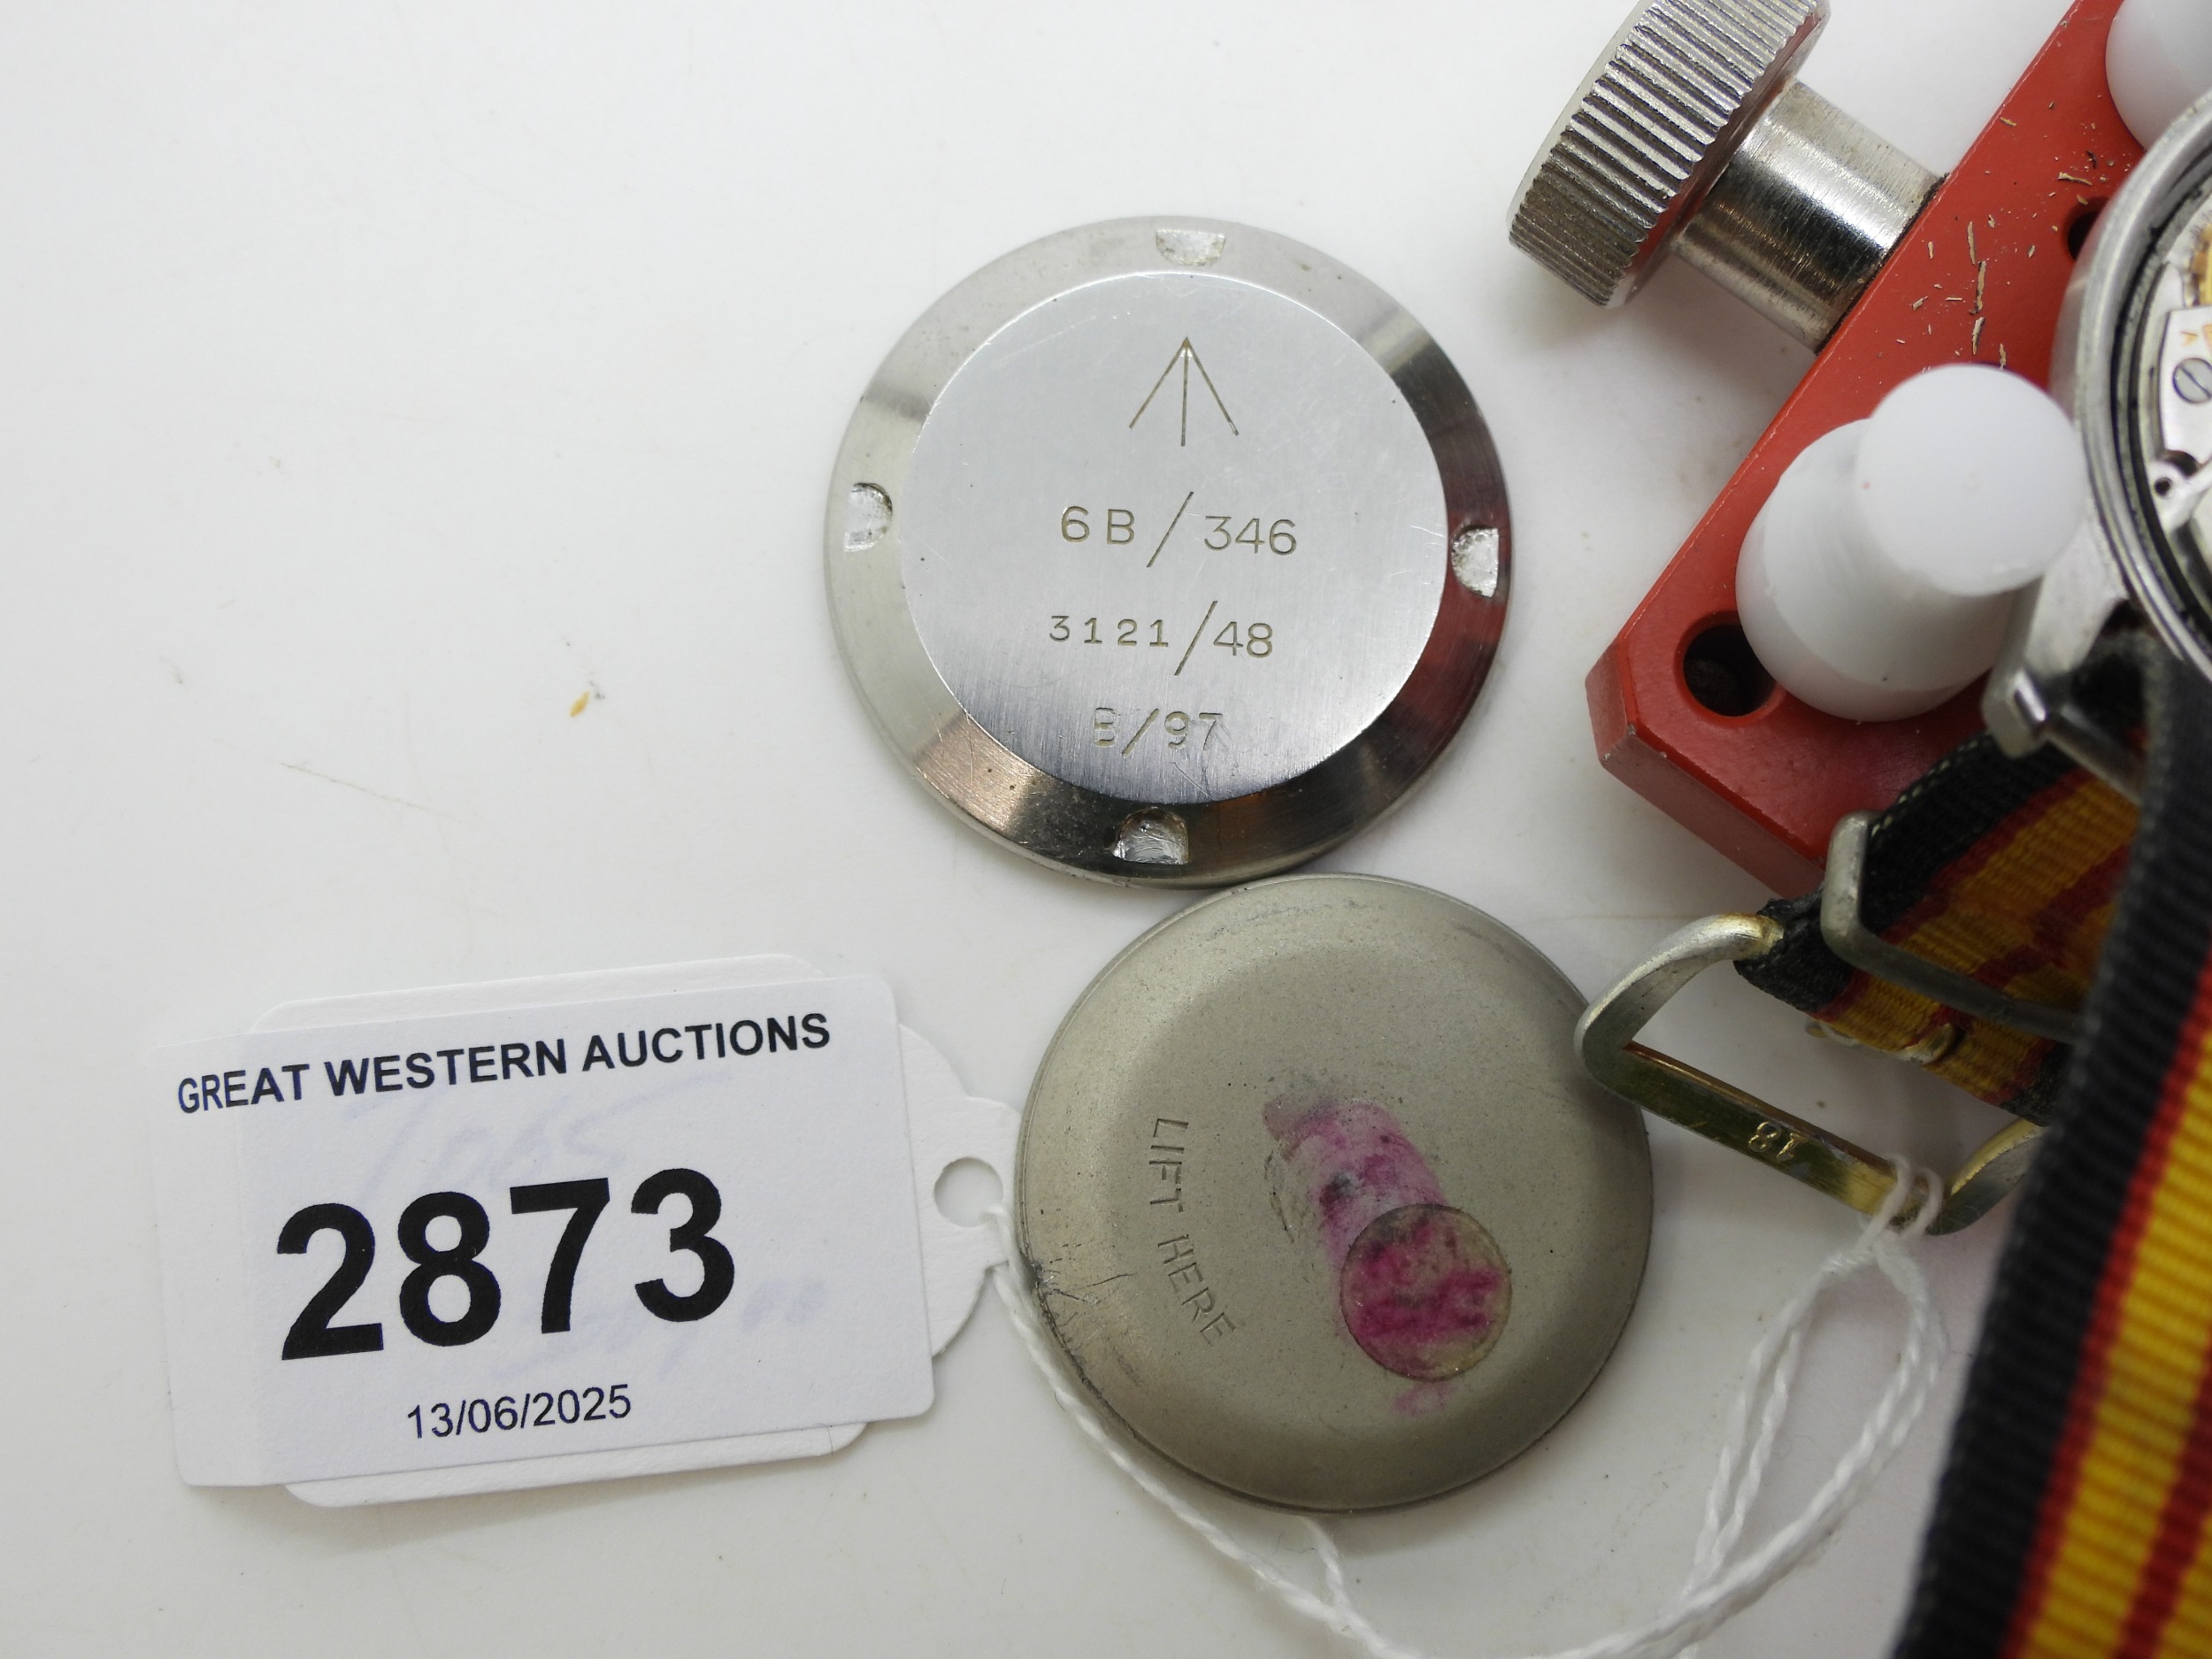 6B/346
3121/48
B/97
LIFT HERE
GREAT WESTERN AUCTIONS
2873
13/06/2025
18